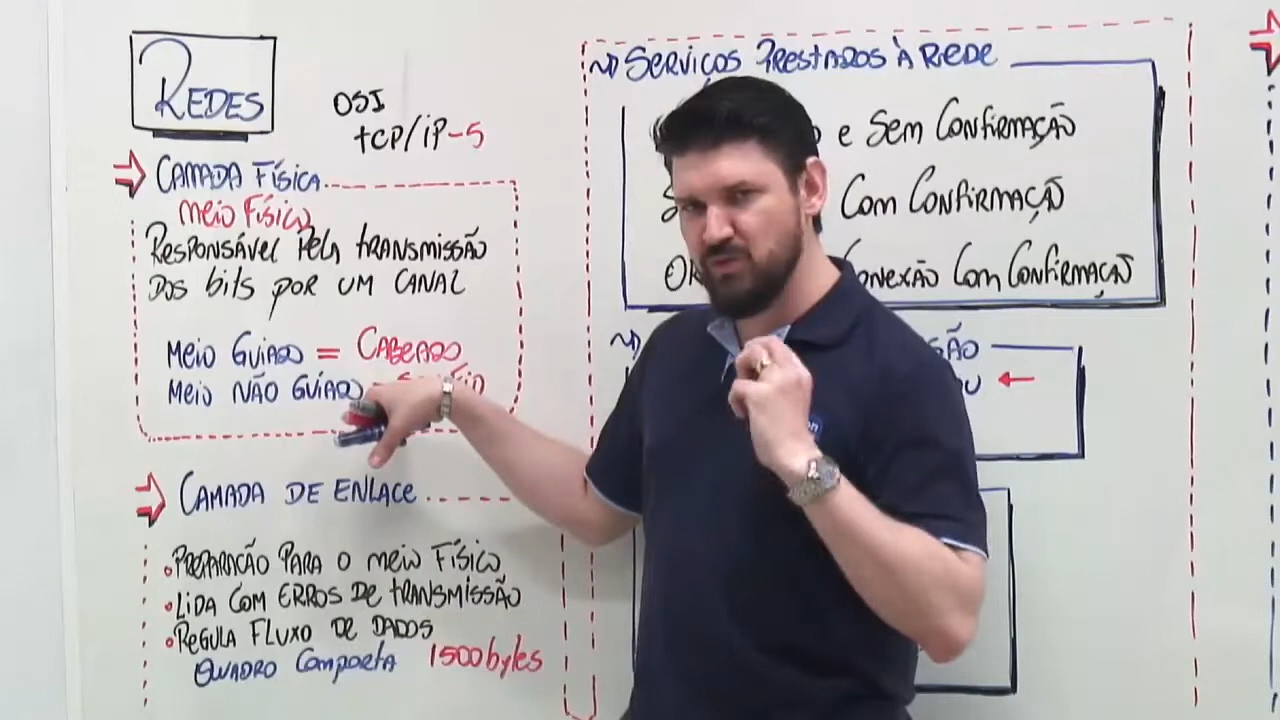 REDES
OSI
TCP/IP-5
CAMADA FÍSICA
MEIO FÍSICO
RESPONSÁVEL PELA TRANSMISSÃO
DOS bits POR UM CANAL
MEIO GUIADO = CABEADO
MEIO NÃO GUIADO
CAMADA DE ENLACE
• PREPARAÇÃO PARA O MEIO FÍSICO
• LIDA COM ERROS DE TRANSMISSÃO
• REGULA FLUXO DE DADOS
QUADRO COMPORTA 1500 bytes
SERVIÇOS PRESTADOS À REDE
e SEM CONFIRMAÇÃO
COM CONFIRMAÇÃO
CONEXÃO COM CONFIRMAÇÃO